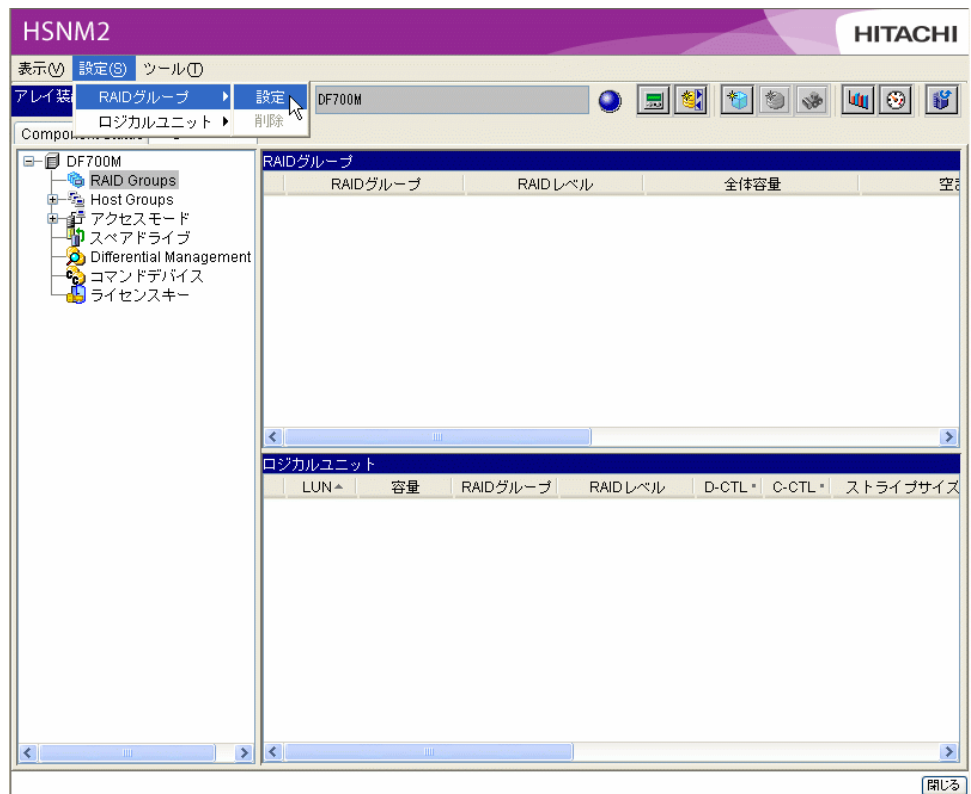 HSNM2
HITACHI
表示(V) 設定(S) ツール(T)
RAIDグループ
設定
ロジカルユニット
削除
アレイ装
DF700M
DF700M
RAID Groups
Host Groups
アクセスモード
スペアドライブ
Differential Management
コマンドデバイス
ライセンスキー
RAIDグループ
RAIDグループ RAIDレベル 全体容量 空き
ロジカルユニット
LUN 容量 RAIDグループ RAIDレベル D-CTL * C-CTL * ストライプサイズ
閉じる